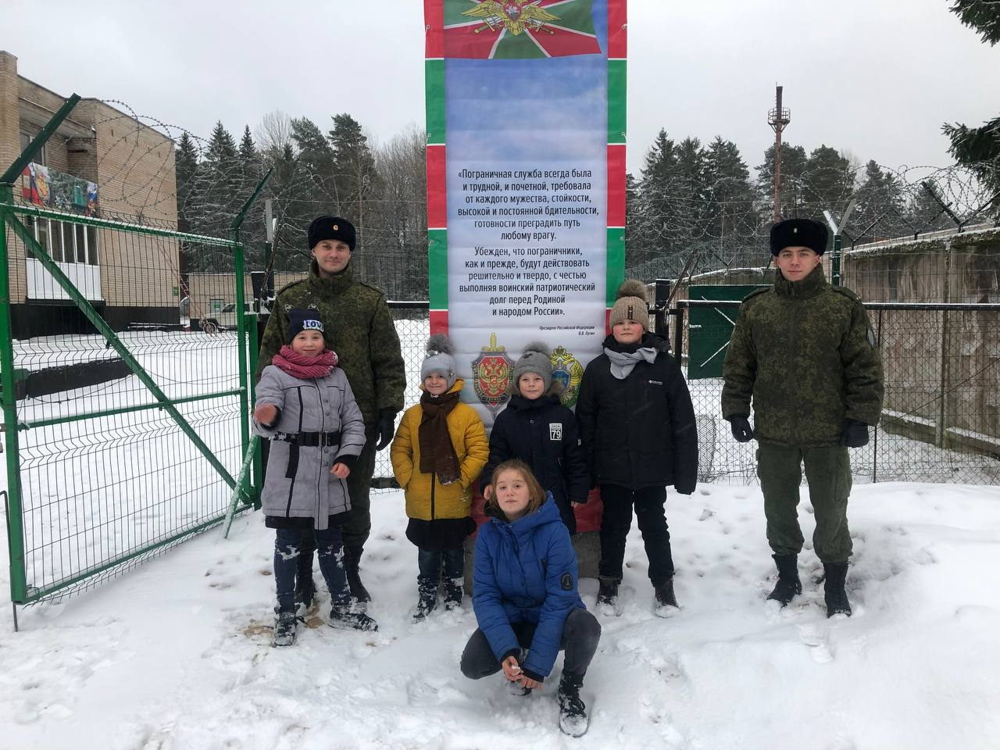 «Пограничная служба всегда была
и трудной, и почетной, требовала
от каждого мужества, стойкости,
высокой и постоянной бдительности,
готовности преградить путь
любому врагу.
Убежден, что пограничники,
как и прежде, будут действовать
решительно и твердо, с честью
выполняя воинский патриотический
долг перед Родиной
и народом России».
Президент Российской Федерации
В.В. Путин
LOVE
79